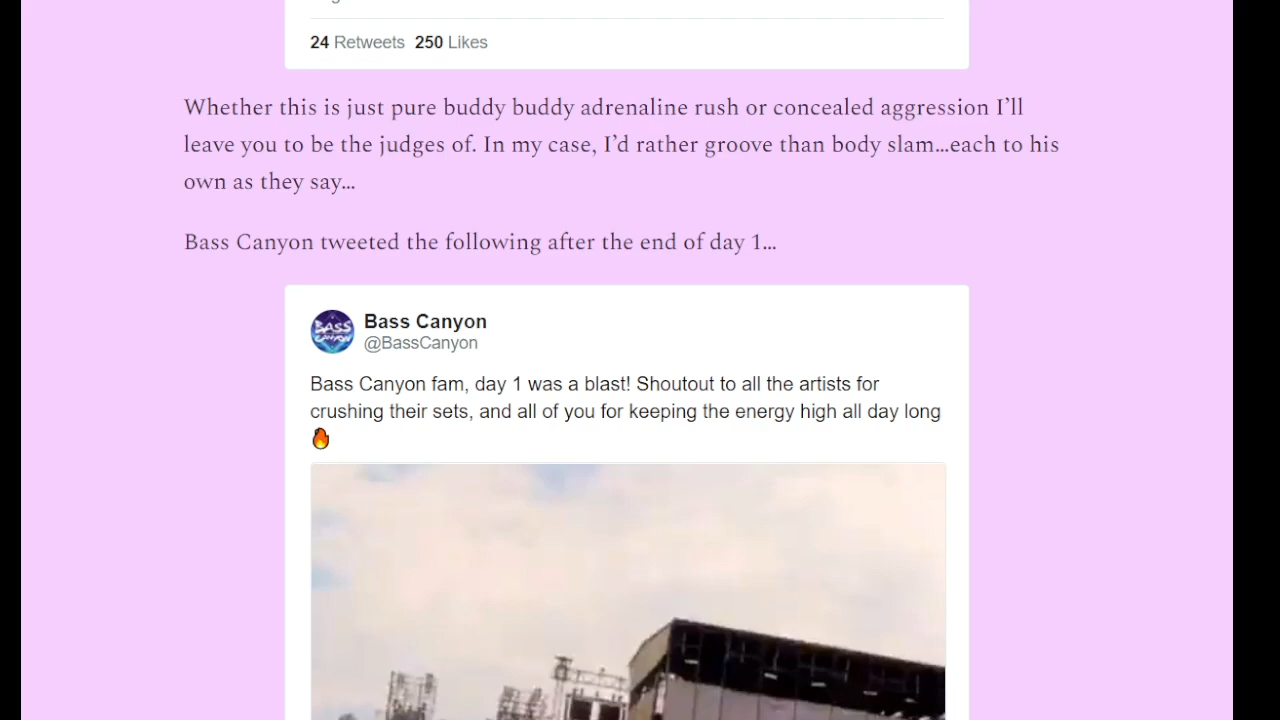 24 Retweets 250 Likes
Whether this is just pure buddy buddy adrenaline rush or concealed aggression I’ll
leave you to be the judges of. In my case, I’d rather groove than body slam…each to his
own as they say…
Bass Canyon tweeted the following after the end of day 1…
BASS
CANYON
Bass Canyon
@BassCanyon
Bass Canyon fam, day 1 was a blast! Shoutout to all the artists for
crushing their sets, and all of you for keeping the energy high all day long
🔥